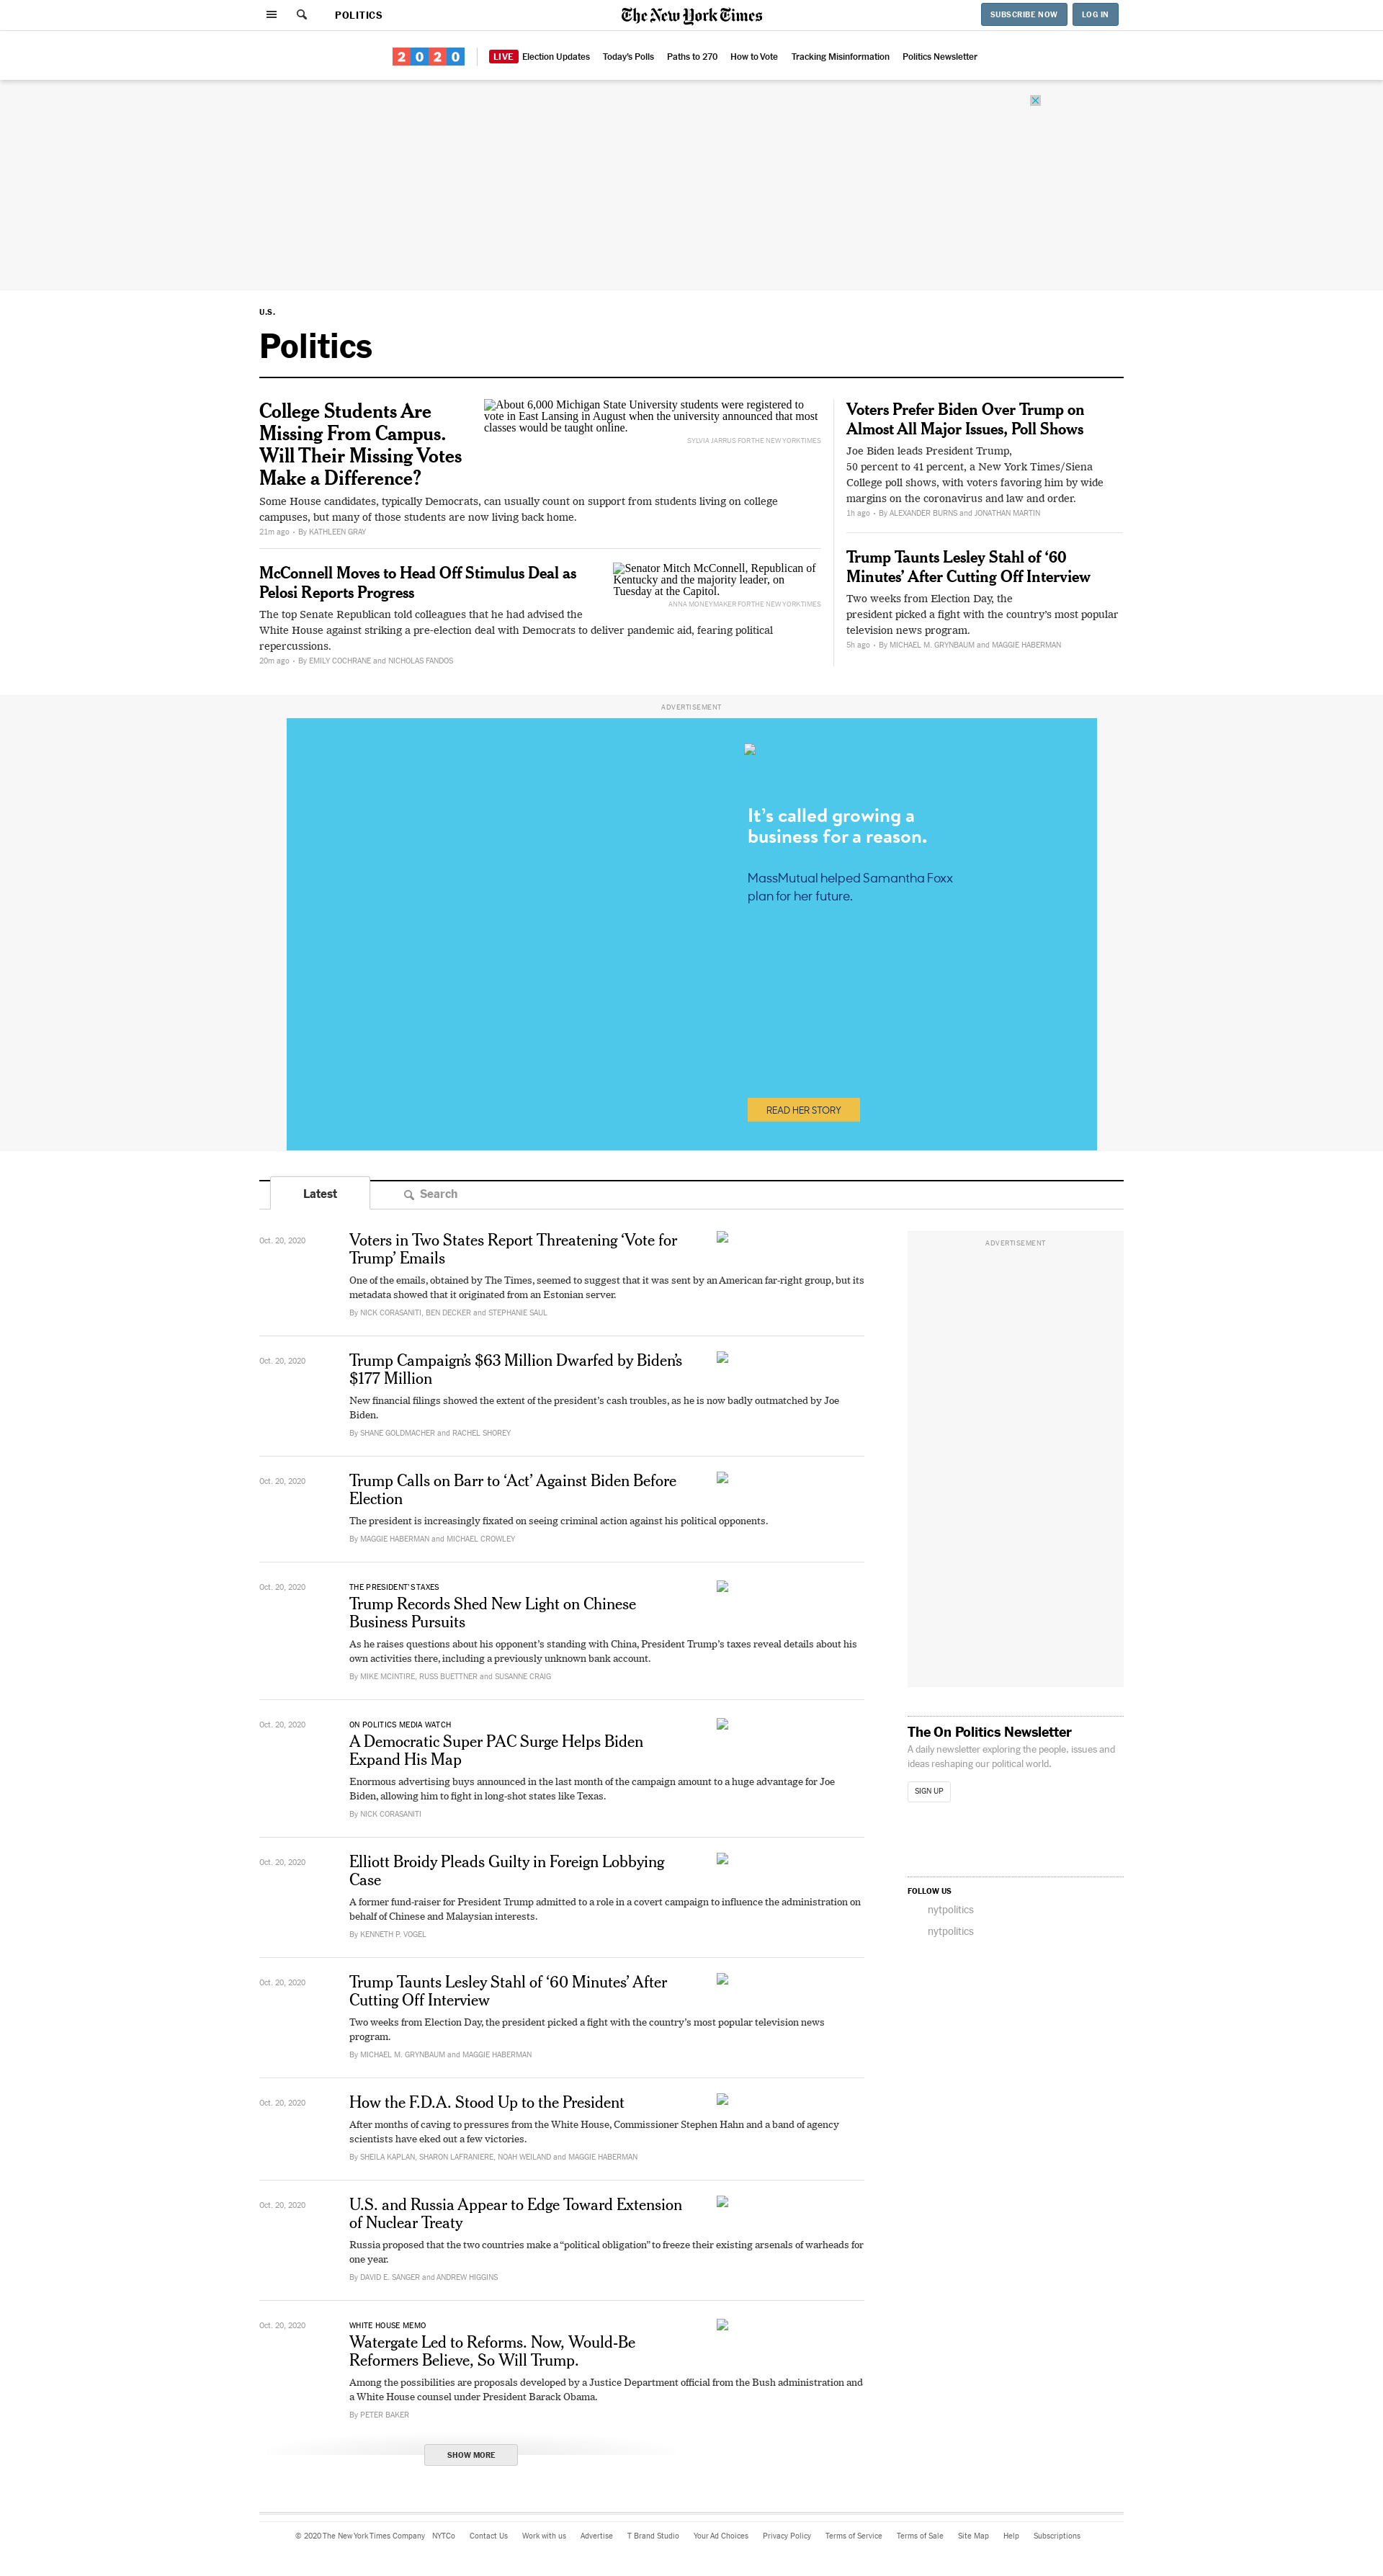 POLITICS
The New York Times
SUBSCRIBE NOW
LOG IN
2020
LIVE Election Updates
Today's Polls
Paths to 270
How to Vote
Tracking Misinformation
Politics Newsletter
U.S.
Politics
College Students Are
Missing From Campus.
Will Their Missing Votes
Make a Difference?
About 6,000 Michigan State University students were registered to
vote in East Lansing in August when the university announced that most
classes would be taught online.
SYLVIA JARRUS FOR THE NEW YORK TIMES
Some House candidates, typically Democrats, can usually count on support from students living on college
campuses, but many of those students are now living back home.
21m ago • By KATHLEEN GRAY
McConnell Moves to Head Off Stimulus Deal as
Pelosi Reports Progress
Senator Mitch McConnell, Republican of
Kentucky and the majority leader, on
Tuesday at the Capitol.
ANNA MONEYMAKER FOR THE NEW YORK TIMES
The top Senate Republican told colleagues that he had advised the
White House against striking a pre-election deal with Democrats to deliver pandemic aid, fearing political
repercussions.
20m ago • By EMILY COCHRANE and NICHOLAS FANDOS
Voters Prefer Biden Over Trump on
Almost All Major Issues, Poll Shows
Joe Biden leads President Trump,
50 percent to 41 percent, a New York Times/Siena
College poll shows, with voters favoring him by wide
margins on the coronavirus and law and order.
1h ago • By ALEXANDER BURNS and JONATHAN MARTIN
Trump Taunts Lesley Stahl of ‘60
Minutes’ After Cutting Off Interview
Two weeks from Election Day, the
president picked a fight with the country’s most popular
television news program.
5h ago • By MICHAEL M. GRYNBAUM and MAGGIE HABERMAN
ADVERTISEMENT
It’s called growing a
business for a reason.
MassMutual helped Samantha Foxx
plan for her future.
READ HER STORY
Latest
Search
Oct. 20, 2020
Voters in Two States Report Threatening ‘Vote for
Trump’ Emails
One of the emails, obtained by The Times, seemed to suggest that it was sent by an American far-right group, but its
metadata showed that it originated from an Estonian server.
By NICK CORASANITI, BEN DECKER and STEPHANIE SAUL
Oct. 20, 2020
Trump Campaign’s $63 Million Dwarfed by Biden’s
$177 Million
New financial filings showed the extent of the president’s cash troubles, as he is now badly outmatched by Joe
Biden.
By SHANE GOLDMACHER and RACHEL SHOREY
Oct. 20, 2020
Trump Calls on Barr to ‘Act’ Against Biden Before
Election
The president is increasingly fixated on seeing criminal action against his political opponents.
By MAGGIE HABERMAN and MICHAEL CROWLEY
Oct. 20, 2020
THE PRESIDENT’S TAXES
Trump Records Shed New Light on Chinese
Business Pursuits
As he raises questions about his opponent’s standing with China, President Trump’s taxes reveal details about his
own activities there, including a previously unknown bank account.
By MIKE MCINTIRE, RUSS BUETTNER and SUSANNE CRAIG
Oct. 20, 2020
ON POLITICS MEDIA WATCH
A Democratic Super PAC Surge Helps Biden
Expand His Map
Enormous advertising buys announced in the last month of the campaign amount to a huge advantage for Joe
Biden, allowing him to fight in long-shot states like Texas.
By NICK CORASANITI
Oct. 20, 2020
Elliott Broidy Pleads Guilty in Foreign Lobbying
Case
A former fund-raiser for President Trump admitted to a role in a covert campaign to influence the administration on
behalf of Chinese and Malaysian interests.
By KENNETH P. VOGEL
Oct. 20, 2020
Trump Taunts Lesley Stahl of ‘60 Minutes’ After
Cutting Off Interview
Two weeks from Election Day, the president picked a fight with the country’s most popular television news
program.
By MICHAEL M. GRYNBAUM and MAGGIE HABERMAN
Oct. 20, 2020
How the F.D.A. Stood Up to the President
After months of caving to pressures from the White House, Commissioner Stephen Hahn and a band of agency
scientists have eked out a few victories.
By SHEILA KAPLAN, SHARON LAFRANIERE, NOAH WEILAND and MAGGIE HABERMAN
Oct. 20, 2020
U.S. and Russia Appear to Edge Toward Extension
of Nuclear Treaty
Russia proposed that the two countries make a “political obligation” to freeze their existing arsenals of warheads for
one year.
By DAVID E. SANGER and ANDREW HIGGINS
Oct. 20, 2020
WHITE HOUSE MEMO
Watergate Led to Reforms. Now, Would-Be
Reformers Believe, So Will Trump.
Among the possibilities are proposals developed by a Justice Department official from the Bush administration and
a White House counsel under President Barack Obama.
By PETER BAKER
SHOW MORE
ADVERTISEMENT
The On Politics Newsletter
A daily newsletter exploring the people, issues and
ideas reshaping our political world.
SIGN UP
FOLLOW US
nytpolitics
nytpolitics
© 2020 The New York Times Company
NYTCo
Contact Us
Work with us
Advertise
T Brand Studio
Your Ad Choices
Privacy Policy
Terms of Service
Terms of Sale
Site Map
Help
Subscriptions